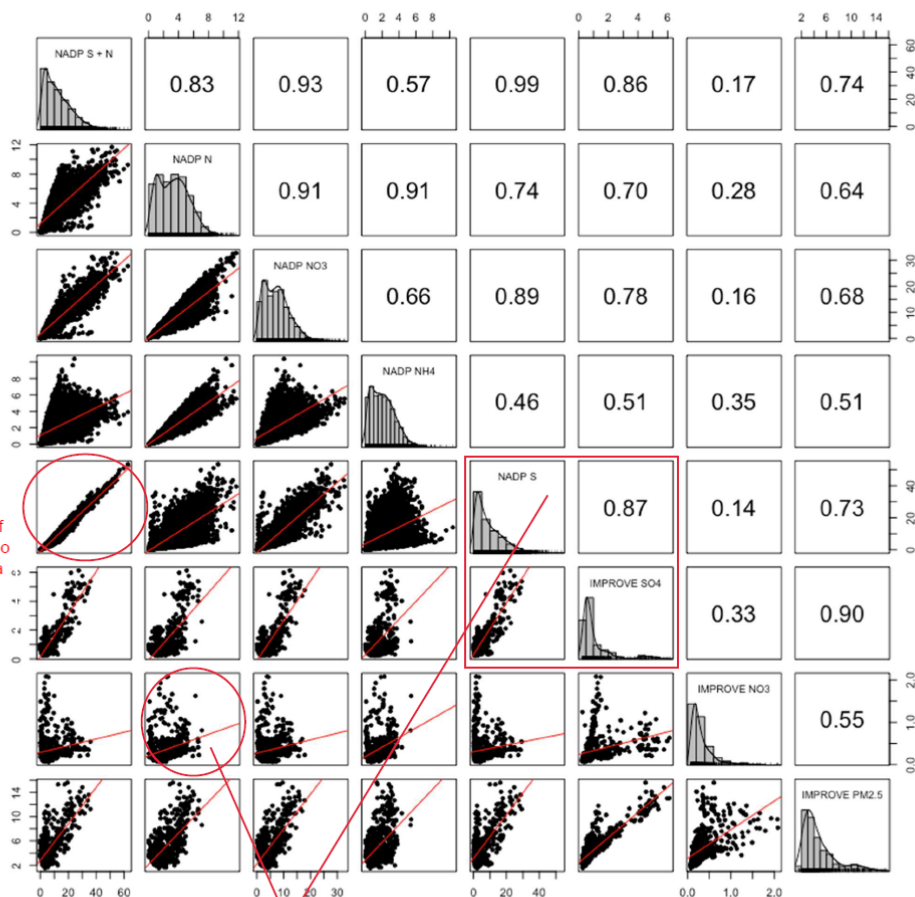 0 4 8 12 0 2 4 6 8 0 2 4 6 2 6 10 14
NADP S + N 0.83 0.93 0.57 0.99 0.86 0.17 0.74 0 20 40 60
0 4 8 12 NADP N 0.91 0.91 0.74 0.70 0.28 0.64
NADP NO3 0.66 0.89 0.78 0.16 0.68 0 10 20 30
0 2 4 6 8 NADP NH4 0.46 0.51 0.35 0.51
NADP S 0.87 0.14 0.73 0 20 40
f
o
a
0 2 4 6 IMPROVE SO4 0.33 0.90
IMPROVE NO3 0.55 0.0 1.0 2.0
2 6 10 14 IMPROVE PM2.5
0 20 40 60 0 10 20 30 0 20 40 0.0 1.0 2.0